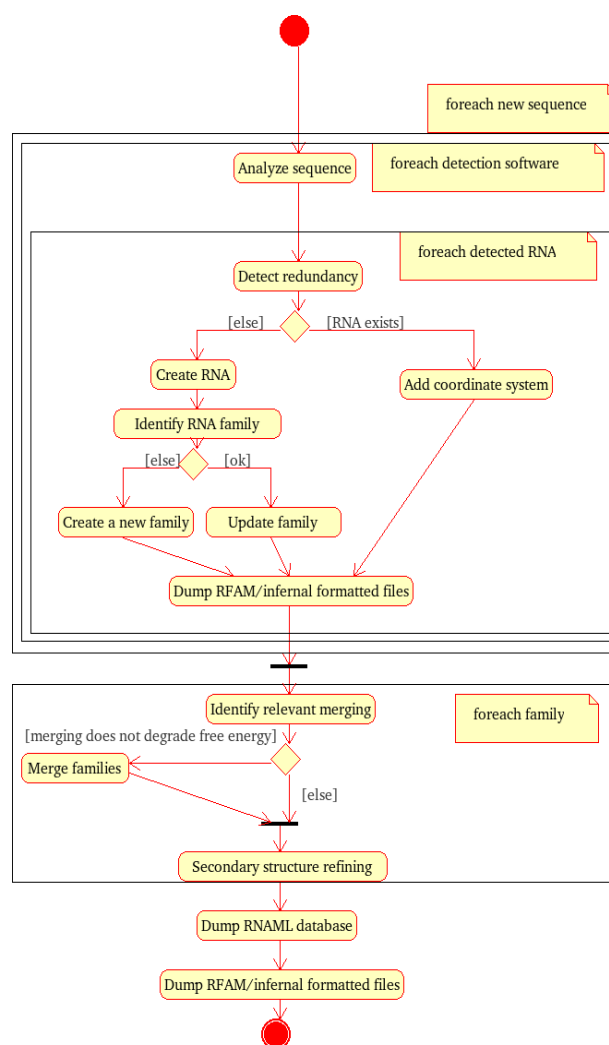 foreach new sequence
foreach detection software
Analyze sequence
foreach detected RNA
Detect redundancy
[else]
[RNA exists]
Create RNA
Add coordinate system
Identify RNA family
[else]
[ok]
Create a new family
Update family
Dump RFAM/infernal formatted files
Identify relevant merging
foreach family
[merging does not degrade free energy]
Merge families
[else]
Secondary structure refining
Dump RNAML database
Dump RFAM/infernal formatted files